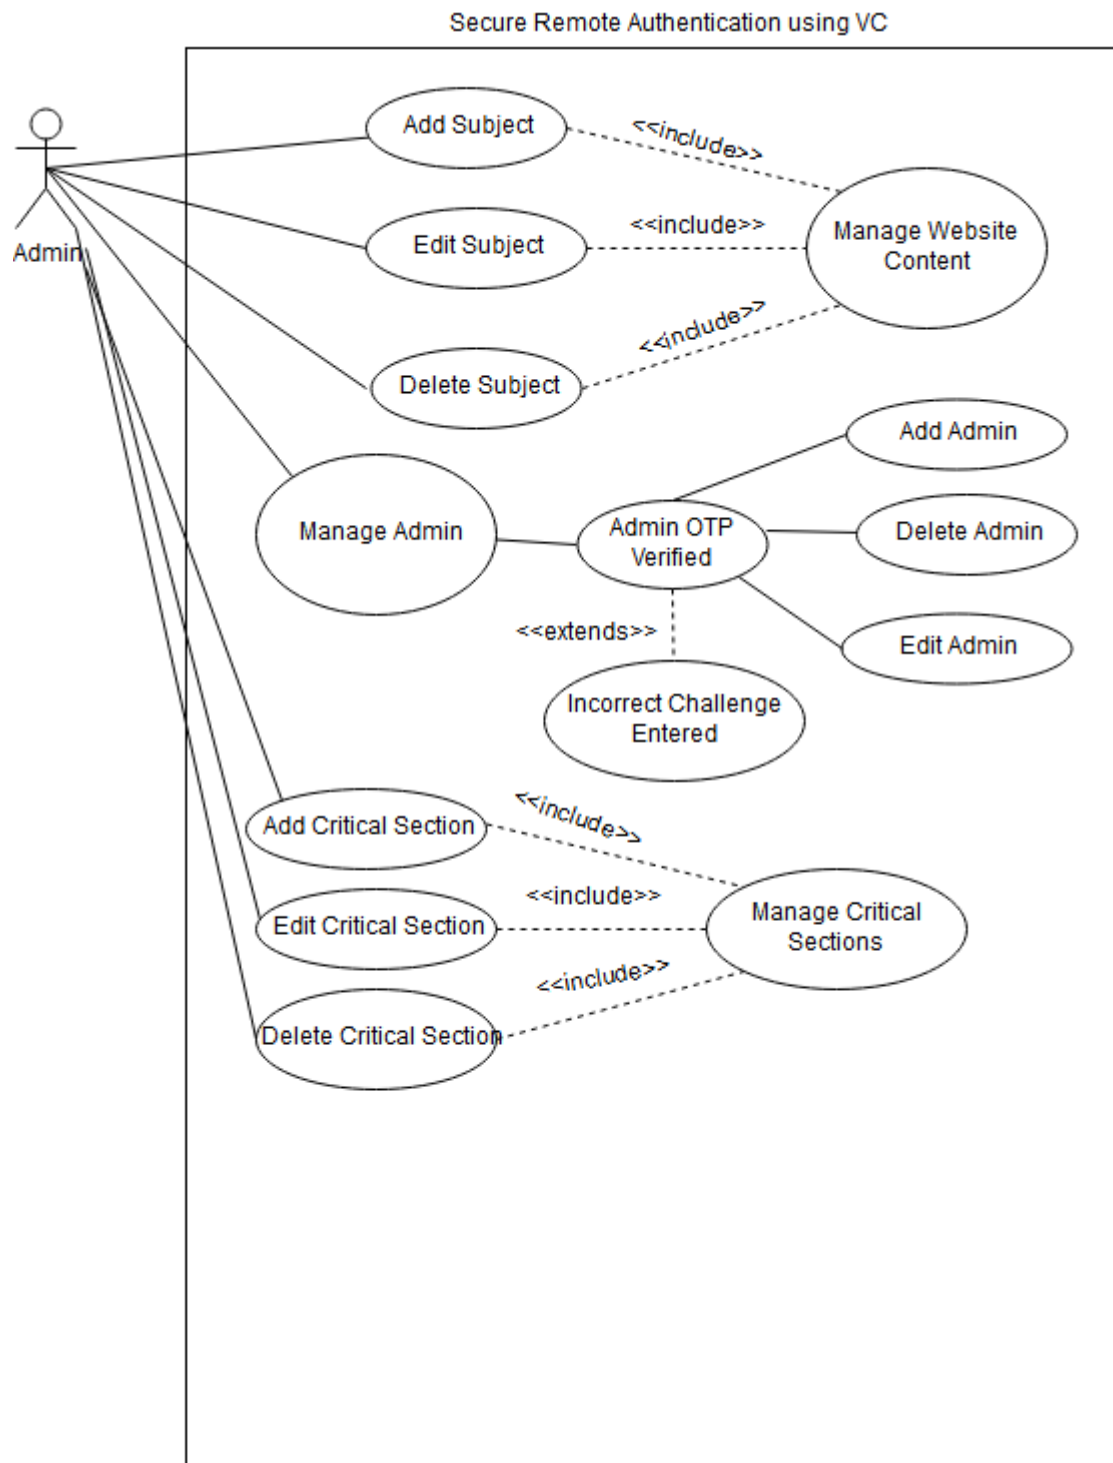 Secure Remote Authentication using VC
Admin
Add Subject
<<include>>
Edit Subject
<<include>>
Manage Website
Content
Delete Subject
<<include>>
Manage Admin
Admin OTP
Verified
Add Admin
Delete Admin
Edit Admin
<<extends>>
Incorrect Challenge
Entered
Add Critical Section
<<include>>
Edit Critical Section
<<include>>
Manage Critical
Sections
Delete Critical Section
<<include>>